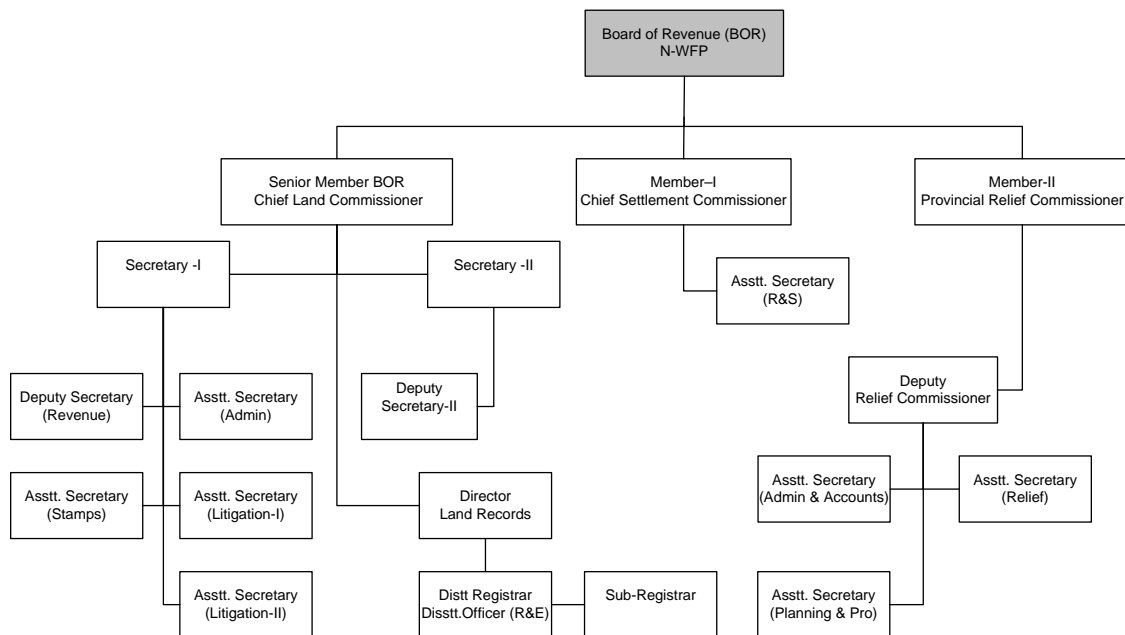 Board of Revenue (BOR)
N-WFP
Senior Member BOR
Chief Land Commissioner
Member–I
Chief Settlement Commissioner
Member-II
Provincial Relief Commissioner
Secretary -I
Secretary -II
Asstt. Secretary
(R&S)
Deputy Secretary
(Revenue)
Asstt. Secretary
(Admin)
Deputy
Secretary-II
Deputy
Relief Commissioner
Asstt. Secretary
(Stamps)
Asstt. Secretary
(Litigation-I)
Director
Land Records
Asstt. Secretary
(Admin & Accounts)
Asstt. Secretary
(Relief)
Asstt. Secretary
(Litigation-II)
Distt Registrar
Disstt.Officer (R&E)
Sub-Registrar
Asstt. Secretary
(Planning & Pro)